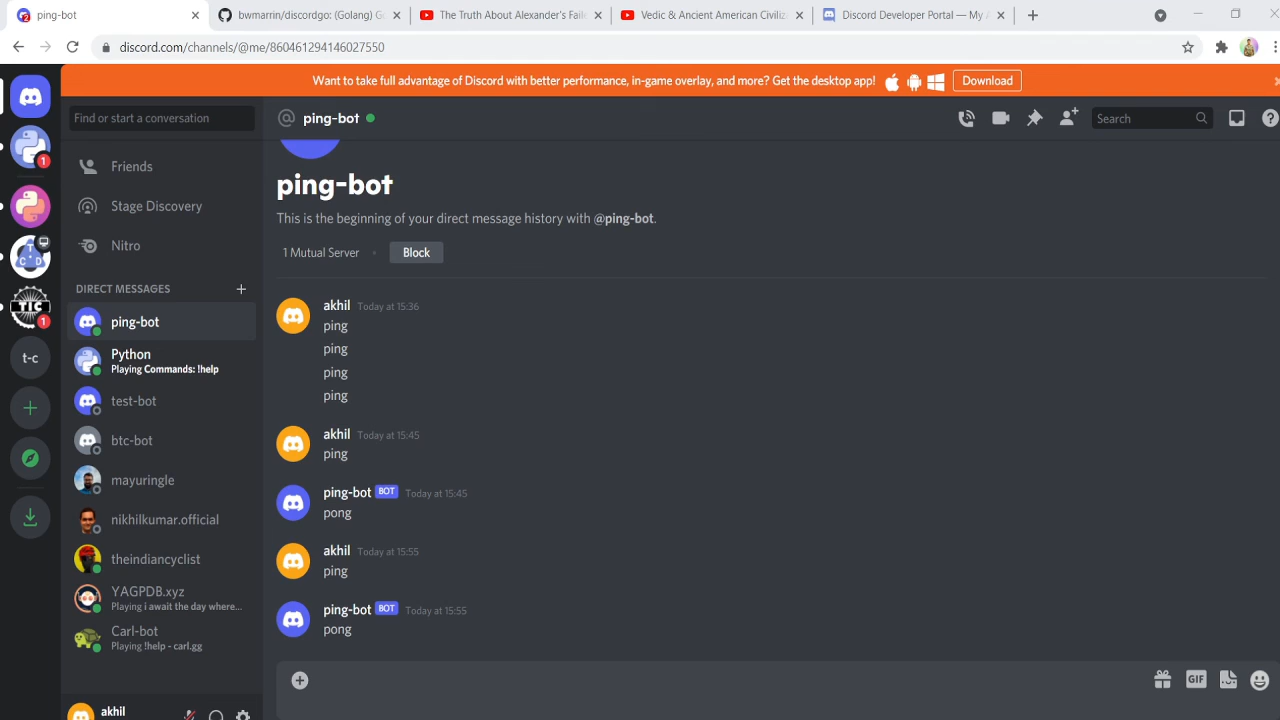 ping-bot
bwmarrin/discordgo: (Golang) Go
The Truth About Alexander's Faile
Vedic & Ancient American Civiliz
Discord Developer Portal — My A
discord.com/channels/@me/860461294146027550
Want to take full advantage of Discord with better performance, in-game overlay, and more? Get the desktop app!
Download
Find or start a conversation
@ ping-bot
Search
1
Friends
Stage Discovery
Nitro
T
C D
TIC
1
t-c
DIRECT MESSAGES
ping-bot
Python
Playing Commands: !help
test-bot
btc-bot
mayuringle
nikhilkumar.official
theindiancyclist
YAGPDB.xyz
Playing i await the day where...
Carl-bot
Playing !help - carl.gg
akhil
ping-bot
This is the beginning of your direct message history with @ping-bot.
1 Mutual Server
Block
akhil Today at 15:36
ping
ping
ping
ping
akhil Today at 15:45
ping
ping-bot BOT Today at 15:45
pong
akhil Today at 15:55
ping
ping-bot BOT Today at 15:55
pong
GIF